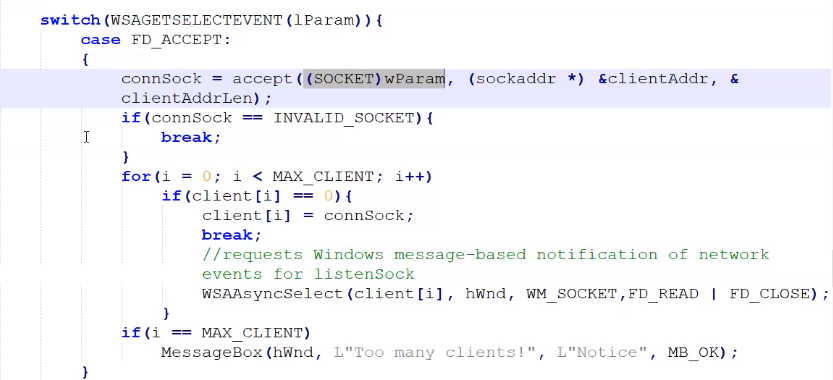 switch(WSAGETSELECTEVENT(lParam)){
case FD_ACCEPT:
{
connSock = accept((SOCKET)wParam, (sockaddr *) &clientAddr, &
clientAddrLen);
if(connSock == INVALID_SOCKET){
break;
}
for(i = 0; i < MAX_CLIENT; i++)
if(client[i] == 0){
client[i] = connSock;
break;
//requests Windows message-based notification of network
events for listenSock
WSAAsyncSelect(client[i], hWnd, WM_SOCKET,FD_READ | FD_CLOSE);
}
if(i == MAX_CLIENT)
MessageBox(hWnd, L"Too many clients!", L"Notice", MB_OK);
}